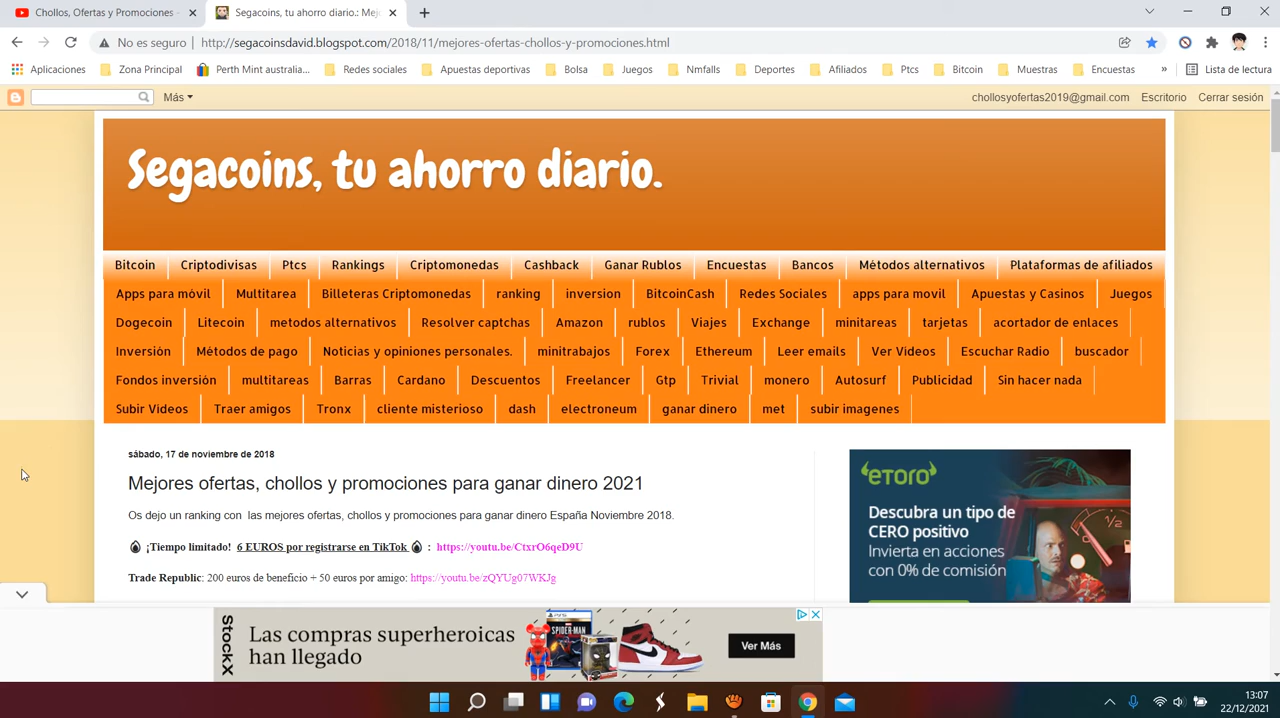 Chollos, Ofertas y Promociones -
Segacoins, tu ahorro diario.: Mej
No es seguro
http://segacoinsdavid.blogspot.com/2018/11/mejores-ofertas-chollos-y-promociones.html
Aplicaciones Zona Principal Perth Mint australia... Redes sociales Apuestas deportivas Bolsa Juegos Nmfalls Deportes Afiliados Ptcs Bitcoin Muestras Encuestas » Lista de lectura
Más chollosyofertas2019@gmail.com Escritorio Cerrar sesión
Segacoins, tu ahorro diario.
Bitcoin Criptodivisas Ptcs Rankings Criptomonedas Cashback Ganar Rublos Encuestas Bancos Métodos alternativos Plataformas de afiliados
Apps para móvil Multitarea Billeteras Criptomonedas ranking inversion BitcoinCash Redes Sociales apps para movil Apuestas y Casinos Juegos
Dogecoin Litecoin metodos alternativos Resolver captchas Amazon rublos Viajes Exchange minitareas tarjetas acortador de enlaces
Inversión Métodos de pago Noticias y opiniones personales. minitrabajos Forex Ethereum Leer emails Ver Videos Escuchar Radio buscador
Fondos inversión multitareas Barras Cardano Descuentos Freelancer Gtp Trivial monero Autosurf Publicidad Sin hacer nada
Subir Videos Traer amigos Tronx cliente misterioso dash electroneum ganar dinero met subir imagenes
sábado, 17 de noviembre de 2018
Mejores ofertas, chollos y promociones para ganar dinero 2021
Os dejo un ranking con las mejores ofertas, chollos y promociones para ganar dinero España Noviembre 2018.
¡Tiempo limitado! 6 EUROS por registrarse en TikTok : https://youtu.be/CtxrO6qeD9U
Trade Republic: 200 euros de beneficio + 50 euros por amigo: https://youtu.be/zQYUg07WKJg
eToro
Descubra un tipo de
CERO positivo
Invierta en acciones
con 0% de comisión
StockX
Las compras superheroicas
han llegado
SPIDER-MAN
Ver Más
13:07
22/12/2021